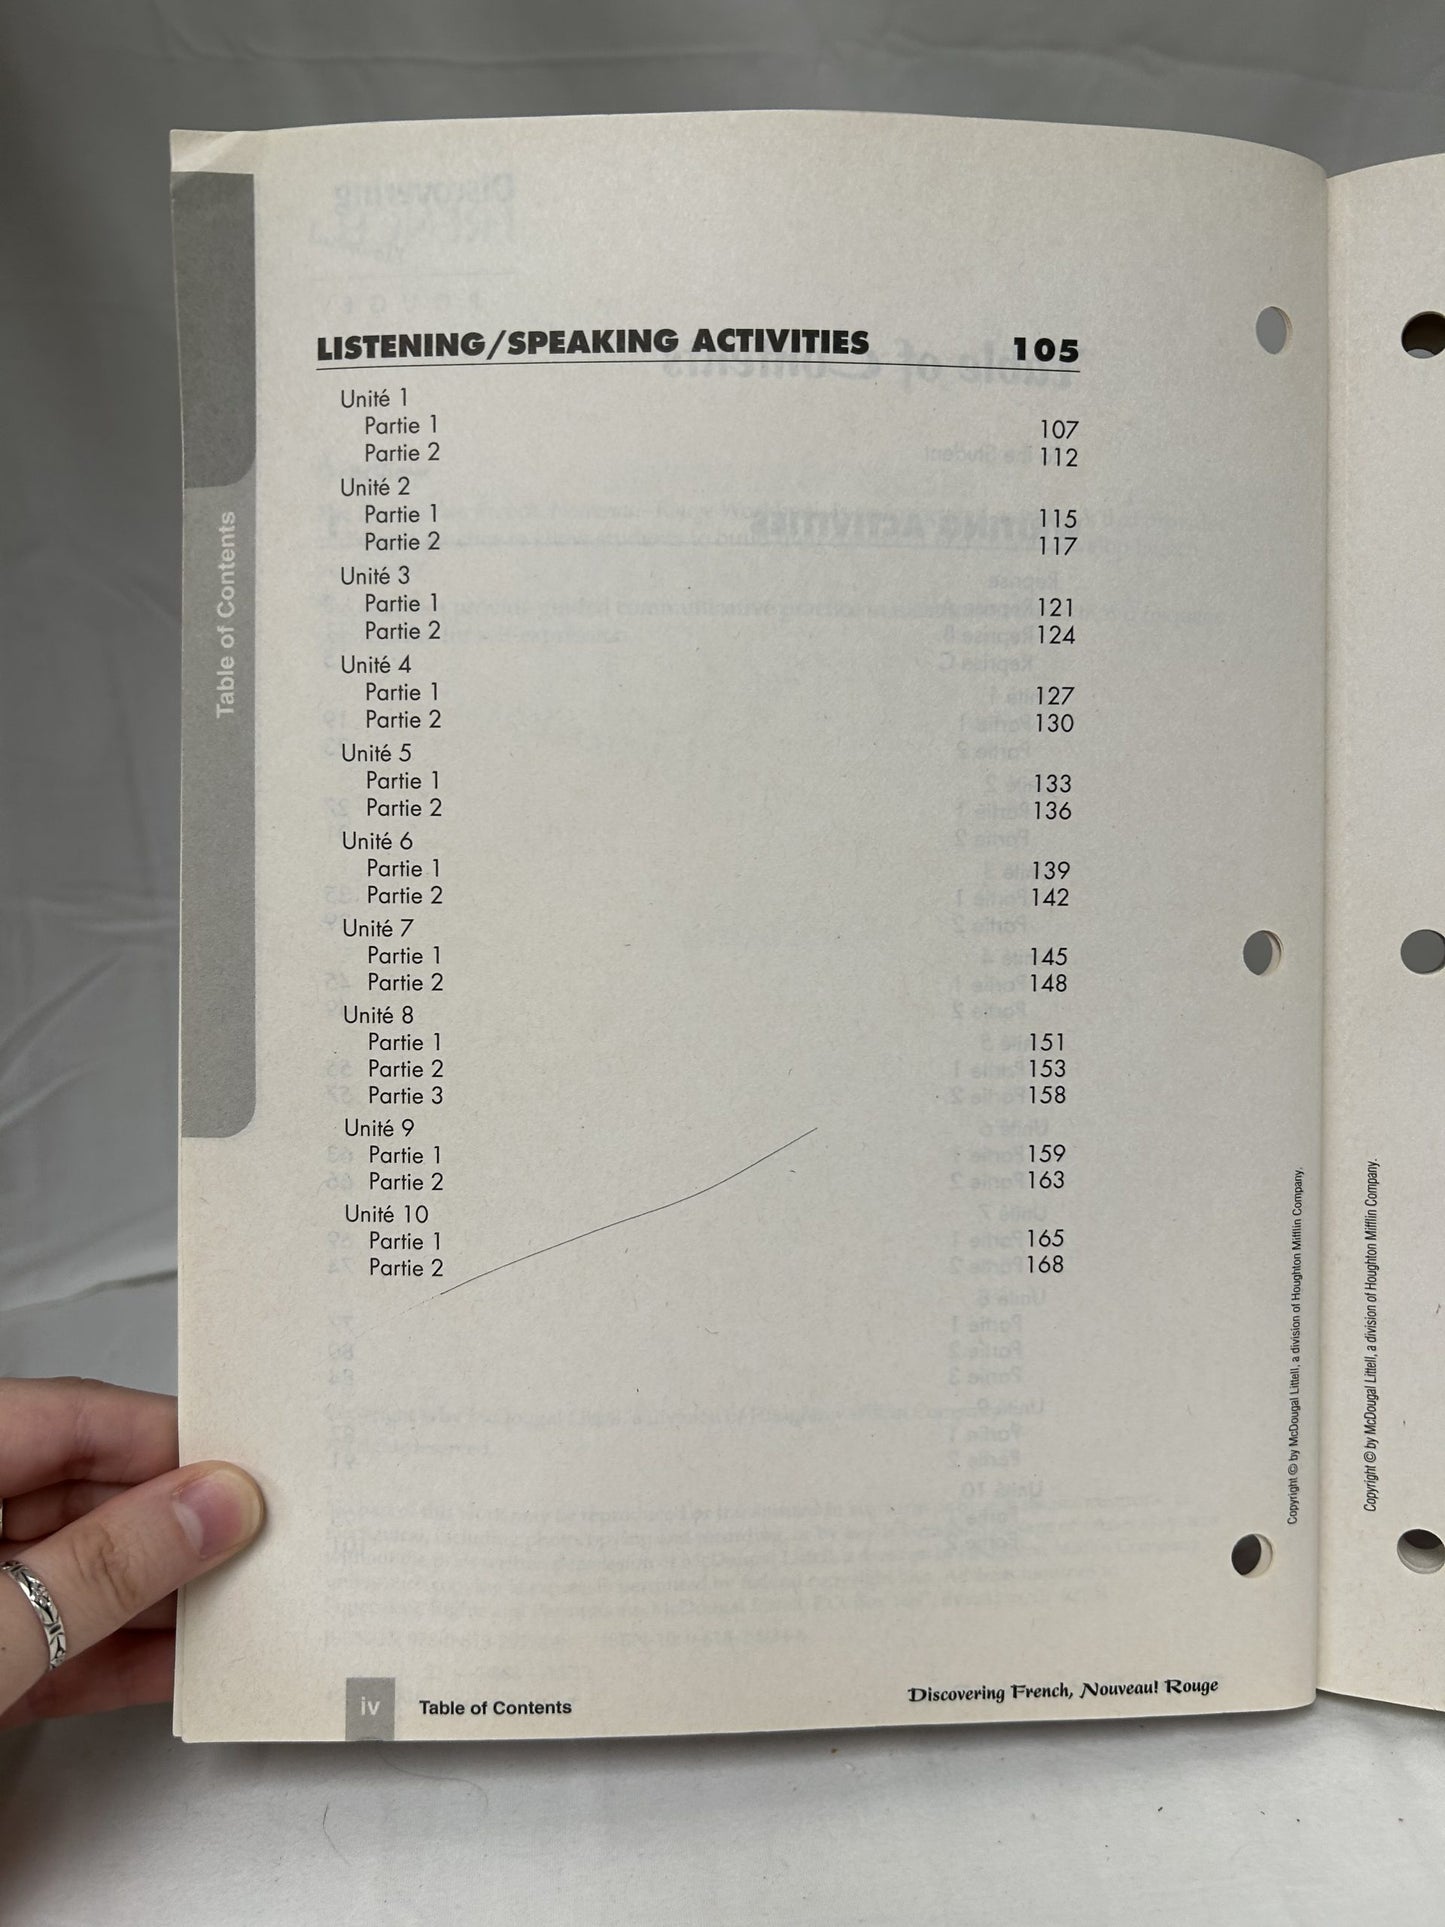 LISTENING/SPEAKING ACTIVITIES 105
Unité 1
Partie 1 107
Partie 2 112
Unité 2
Partie 1 115
Partie 2 117
Unité 3
Partie 1 121
Partie 2 124
Unité 4
Partie 1 127
Partie 2 130
Unité 5
Partie 1 133
Partie 2 136
Unité 6
Partie 1 139
Partie 2 142
Unité 7
Partie 1 145
Partie 2 148
Unité 8
Partie 1 151
Partie 2 153
Partie 3 158
Unité 9
Partie 1 159
Partie 2 163
Unité 10
Partie 1 165
Partie 2 168
Table of Contents
Copyright © by McDougal Littell, a division of Houghton Mifflin Company.
Copyright © by McDougal Littell, a division of Houghton Mifflin Company.
iv Table of Contents
Discovering French, Nouveau! Rouge